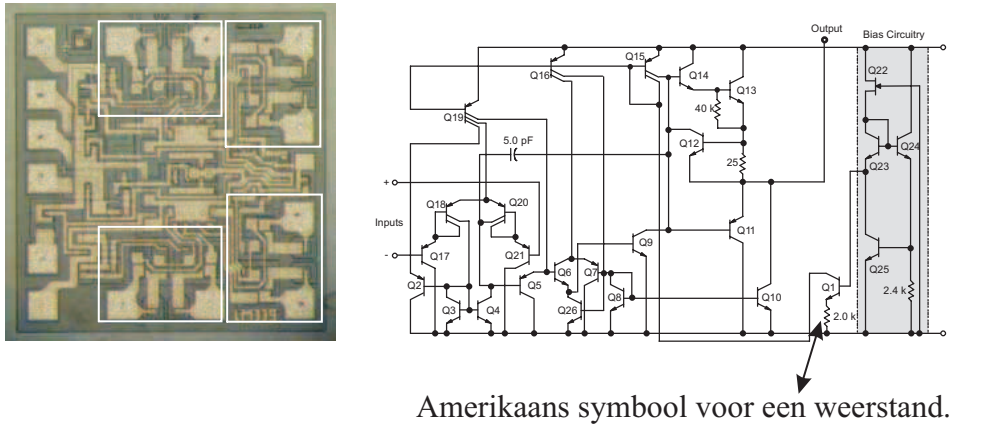 Output
Bias Circuitry
Q15
Q22
Q14
Q16
Q13
40 k
Q19
5.0 pF
Q12
Q24
Q23
25
+
Q18
Q20
Inputs
Q11
Q9
-
Q17
Q21
Q25
Q6
Q7
Q2
Q5
Q8
Q1
2.4 k
Q10
Q3
Q4
Q26
2.0 k
Amerikaans symbool voor een weerstand.